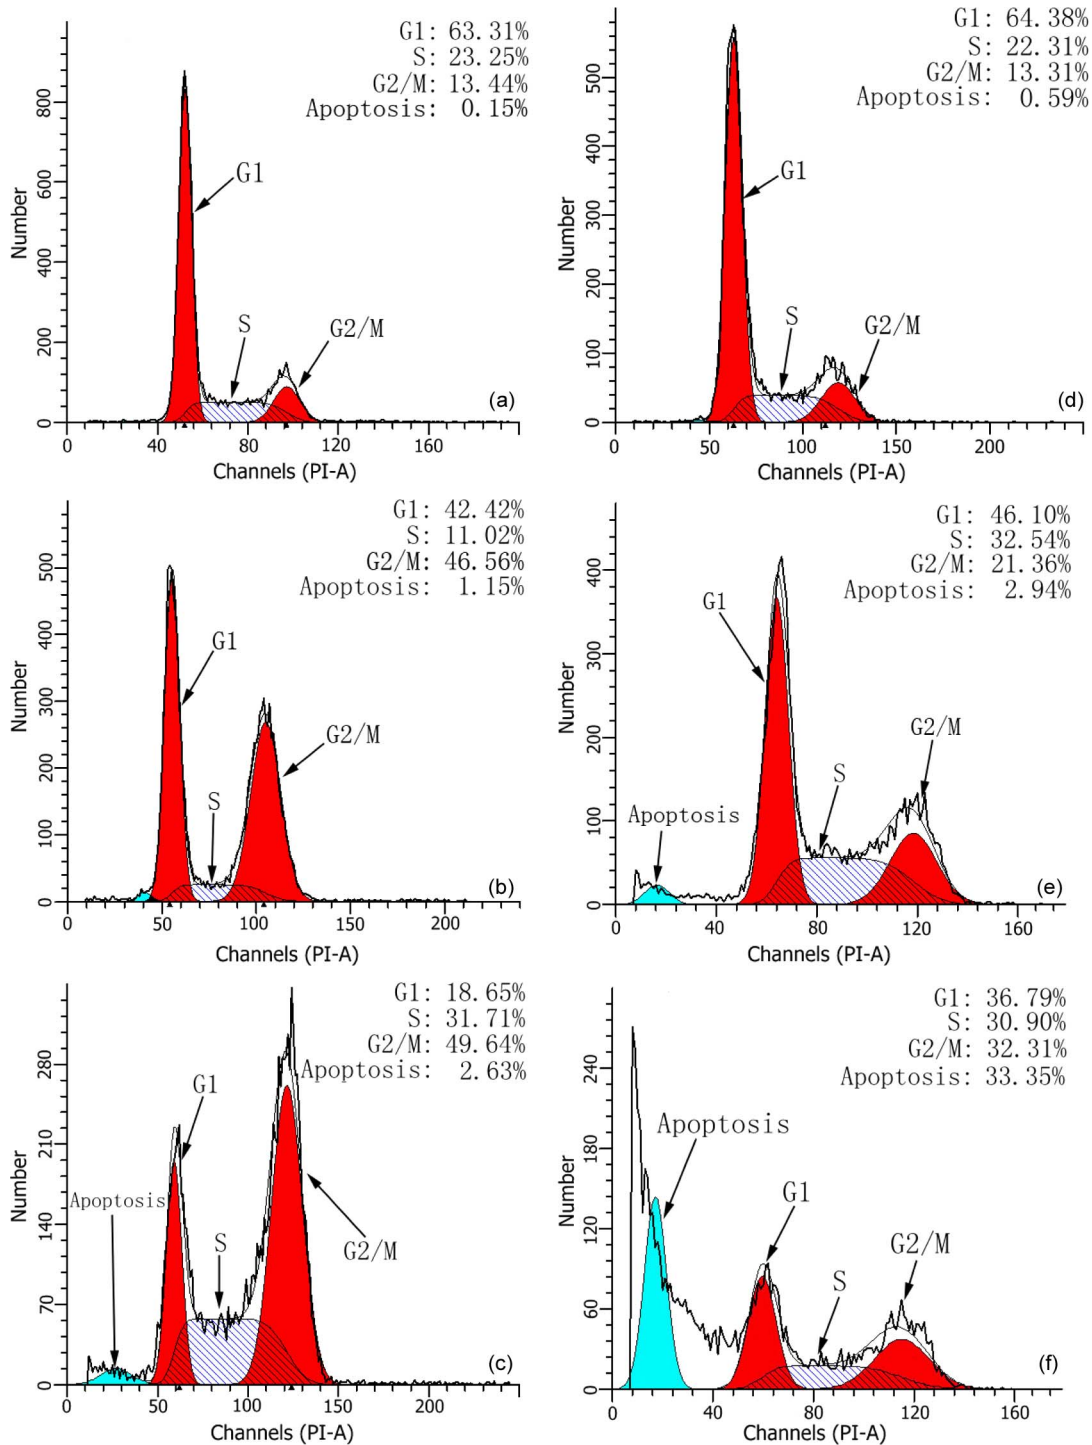 G1: 63.31%
S: 23.25%
G2/M: 13.44%
Apoptosis: 0.15%
G1
S
G2/M
(a)
Number
0
200
400
600
800
0
40
80
120
160
Channels (PI-A)
G1: 64.38%
S: 22.31%
G2/M: 13.31%
Apoptosis: 0.59%
G1
S
G2/M
(d)
Number
0
100
200
300
400
500
0
50
100
150
200
Channels (PI-A)
G1: 42.42%
S: 11.02%
G2/M: 46.56%
Apoptosis: 1.15%
G1
S
G2/M
(b)
Number
0
100
200
300
400
500
0
50
100
150
200
Channels (PI-A)
G1: 46.10%
S: 32.54%
G2/M: 21.36%
Apoptosis: 2.94%
G1
S
G2/M
Apoptosis
(e)
Number
0
100
200
300
400
0
40
80
120
160
Channels (PI-A)
G1: 18.65%
S: 31.71%
G2/M: 49.64%
Apoptosis: 2.63%
G1
Apoptosis
S
G2/M
(c)
Number
0
70
140
210
280
0
50
100
150
200
Channels (PI-A)
G1: 36.79%
S: 30.90%
G2/M: 32.31%
Apoptosis: 33.35%
Apoptosis
G1
S
G2/M
(f)
Number
0
60
120
180
240
0
40
80
120
160
Channels (PI-A)